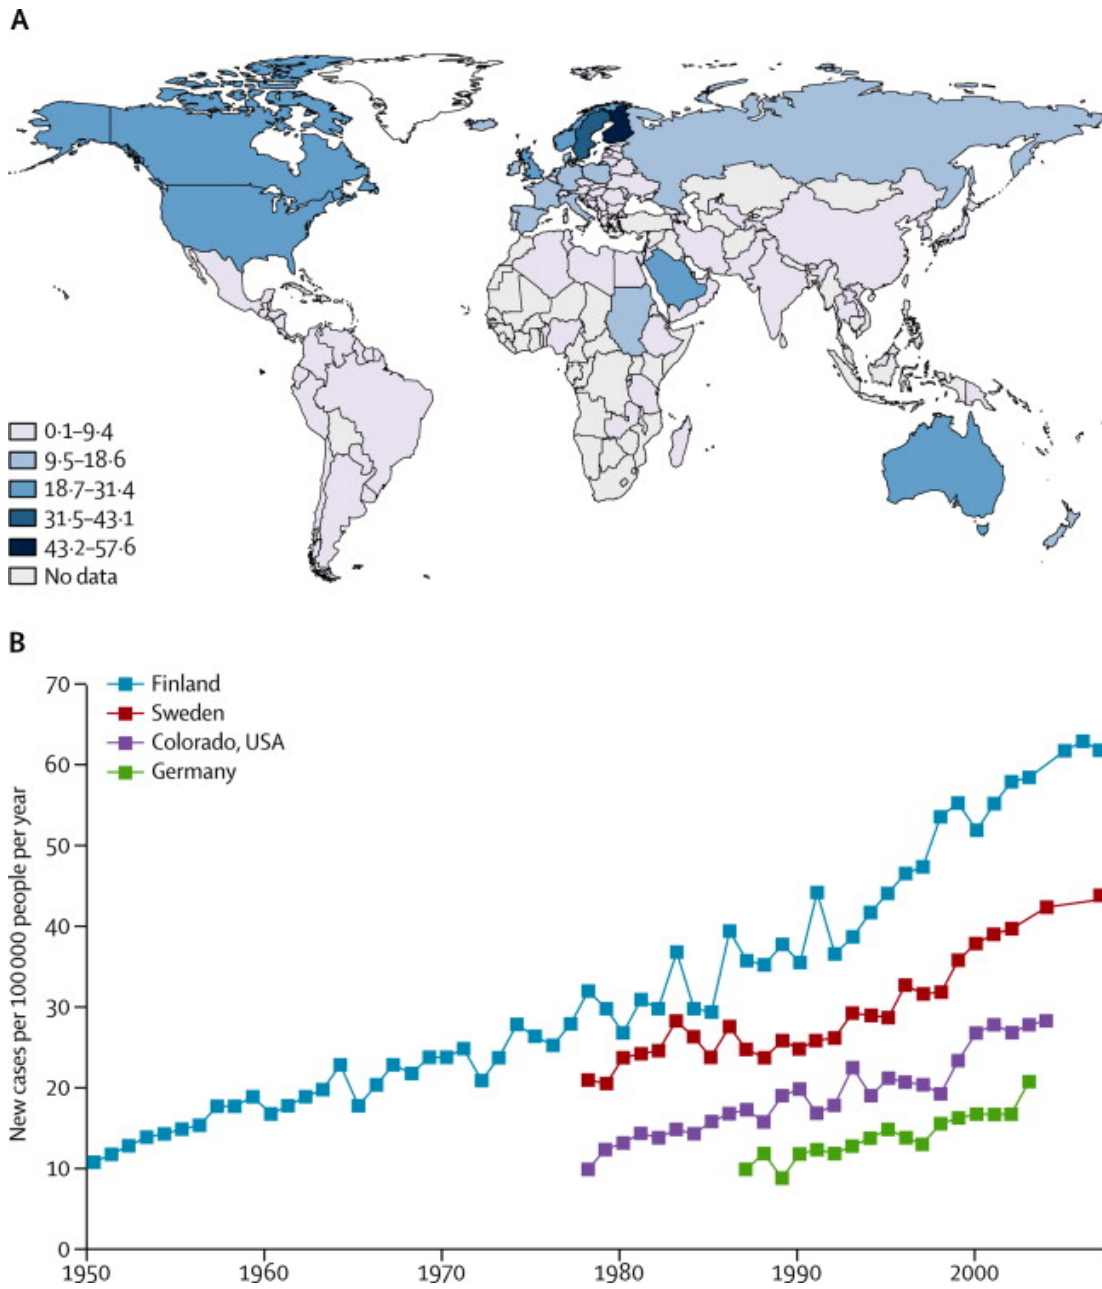 A
0·1–9·4
9·5–18·6
18·7–31·4
31·5–43·1
43·2–57·6
No data
B
Finland
Sweden
Colorado, USA
Germany
New cases per 100 000 people per year
70
60
50
40
30
20
10
0
1950 1960 1970 1980 1990 2000